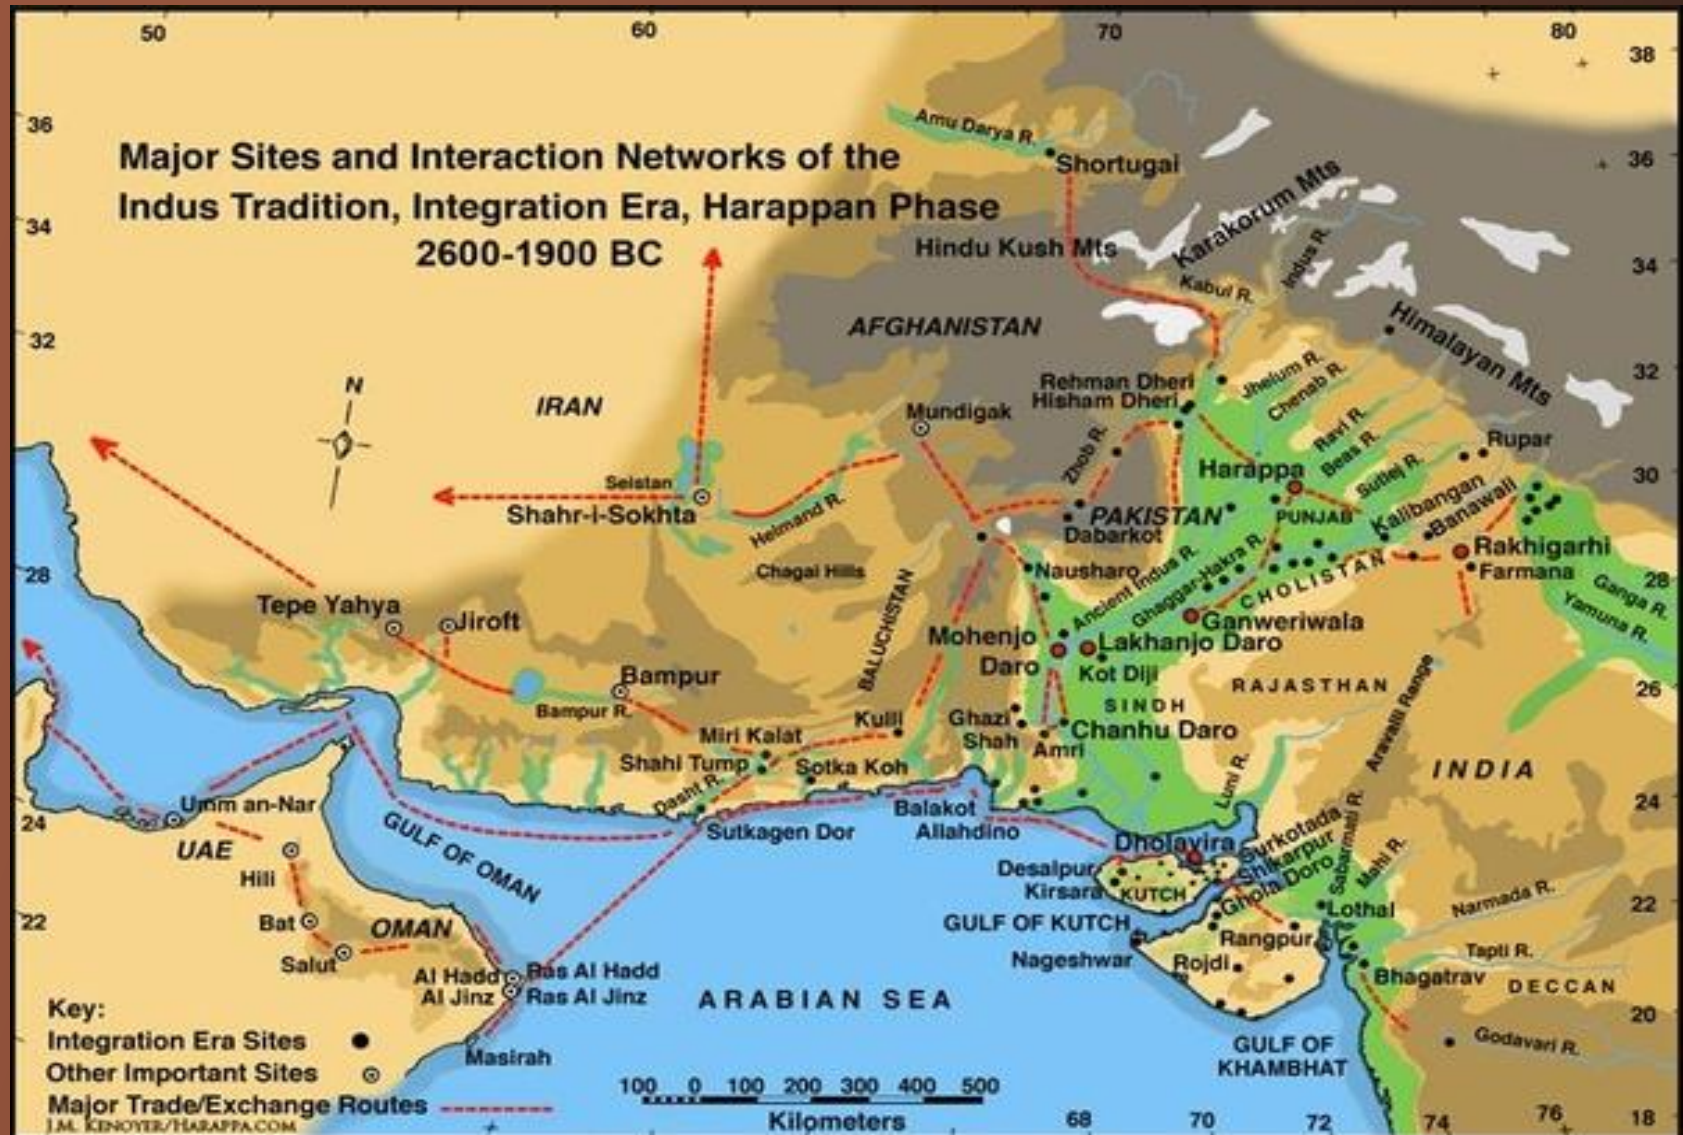 50 60 70 80
38
36
36
34
34
32
32
30
28
28
26
24
24
22
22
20
18
68 70 72 74 76
Major Sites and Interaction Networks of the
Indus Tradition, Integration Era, Harappan Phase
2600-1900 BC
Amu Darya R.
Shortugai
Hindu Kush Mts
Karakorum Mts
Indus R.
Kabul R.
Himalayan Mts
AFGHANISTAN
IRAN
N
Rehman Dheri
Hisham Dheri
Jhelum R.
Chenab R.
Ravi R.
Beas R.
Sutlej R.
Mundigak
Zhob R.
Rupar
Harappa
Seistan
Shahr-i-Sokhta
Helmand R.
PAKISTAN
PUNJAB
Kalibangan
Banawali
Dabarkot
Rakhigarhi
Farmana
Chagai Hills
Nausharo
Ancient Indus R.
Ghaggar-Hakra R.
CHOLISTAN
Ganga R.
Yamuna R.
Tepe Yahya
Jiroft
BALUCHISTAN
Mohenjo
Daro
Ganweriwala
Lakhanjo Daro
Kot Diji
Bampur
Bampur R.
RAJASTHAN
Aravalli Range
SINDH
Kulli
Ghazi
Shah
Chanhu Daro
Amri
Miri Kalat
Shahi Tump
Sotka Koh
Dasht R.
INDIA
Luni R.
Umm an-Nar
UAE
GULF OF OMAN
Sutkagen Dor
Balakot
Allahdino
Dholavira
Surkotada
Shikarpur
Ghola Doro
Sabarmati R.
Mahi R.
Desalpur
Kirsara
KUTCH
Hili
Bat
OMAN
Salut
GULF OF KUTCH
Nageshwar
Lothal
Rangpur
Rojdi
Narmada R.
Tapti R.
Bhagatrav
DECCAN
Al Hadd
Ras Al Hadd
Al Jinz
Ras Al Jinz
ARABIAN SEA
Masirah
GULF OF
KHAMBHAT
Godavari R.
Key:
Integration Era Sites
Other Important Sites
Major Trade/Exchange Routes
J.M. KENOYER/HARAPPA.COM
100 0 100 200 300 400 500
Kilometers